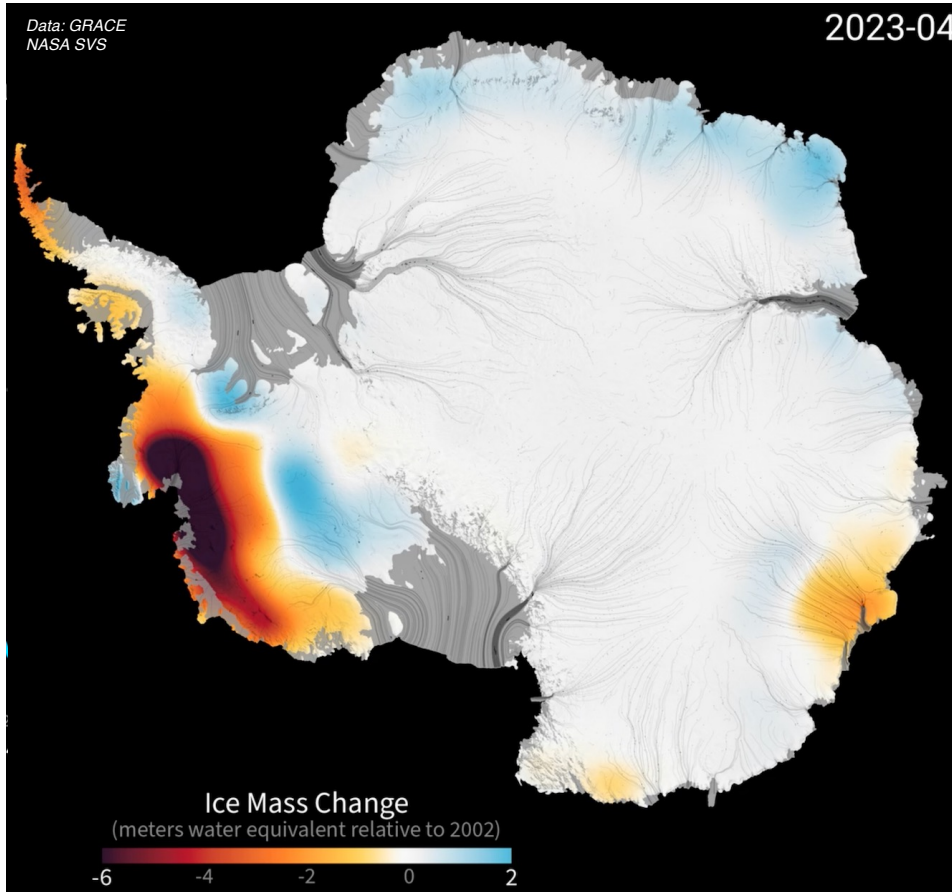 Data: GRACE
NASA SVS
2023-04
Ice Mass Change
(meters water equivalent relative to 2002)
-6 -4 -2 0 2